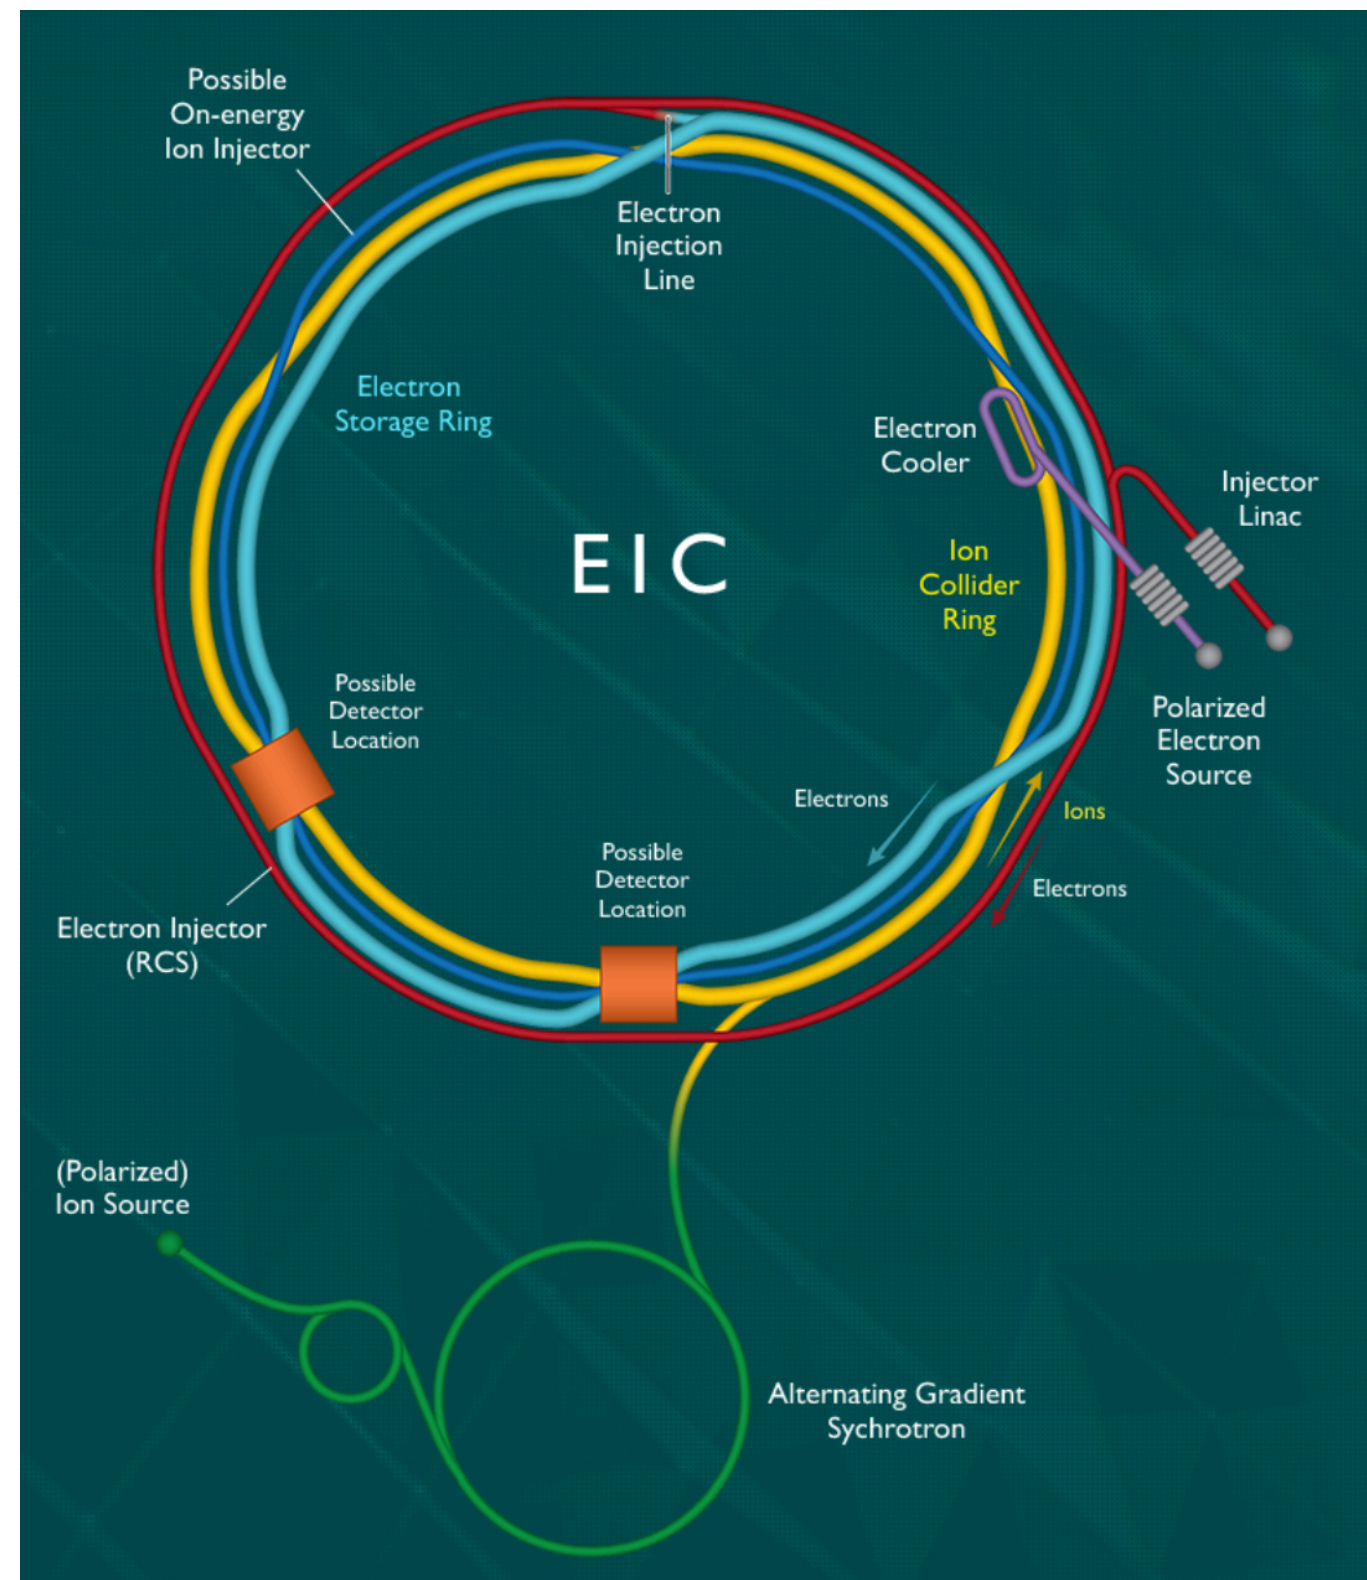 Possible
On-energy
Ion Injector
Electron
Injection
Line
Electron
Storage Ring
Electron
Cooler
Injector
Linac
EIC
Ion
Collider
Ring
Possible
Detector
Location
Polarized
Electron
Source
Electrons
Ions
Possible
Detector
Location
Electrons
Electron Injector
(RCS)
(Polarized)
Ion Source
Alternating Gradient
Sychrotron